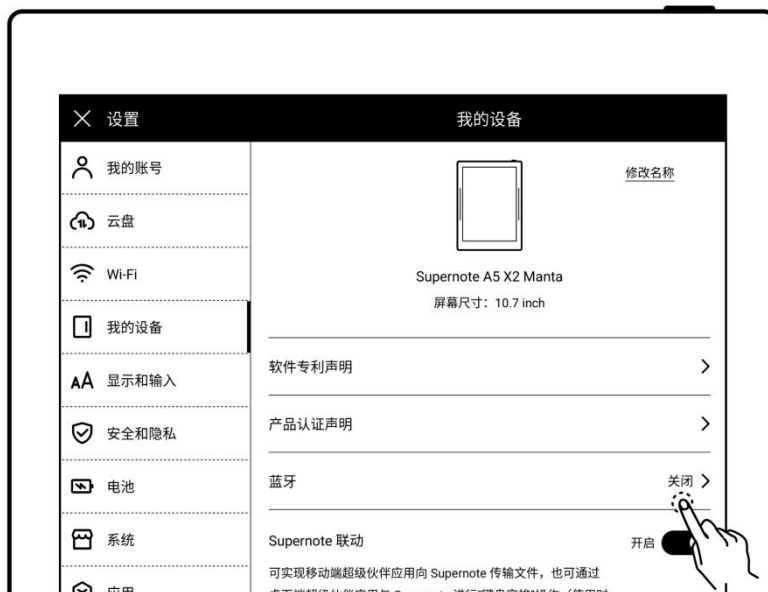 设置
我的设备
我的账号
云盘
Wi-Fi
我的设备
显示和输入
安全和隐私
电池
系统
修改名称
Supernote A5 X2 Manta
屏幕尺寸：10.7 inch
软件专利声明
产品认证声明
蓝牙
关闭
Supernote 联动
开启
可实现移动端超级伙伴应用向 Supernote 传输文件，也可通过